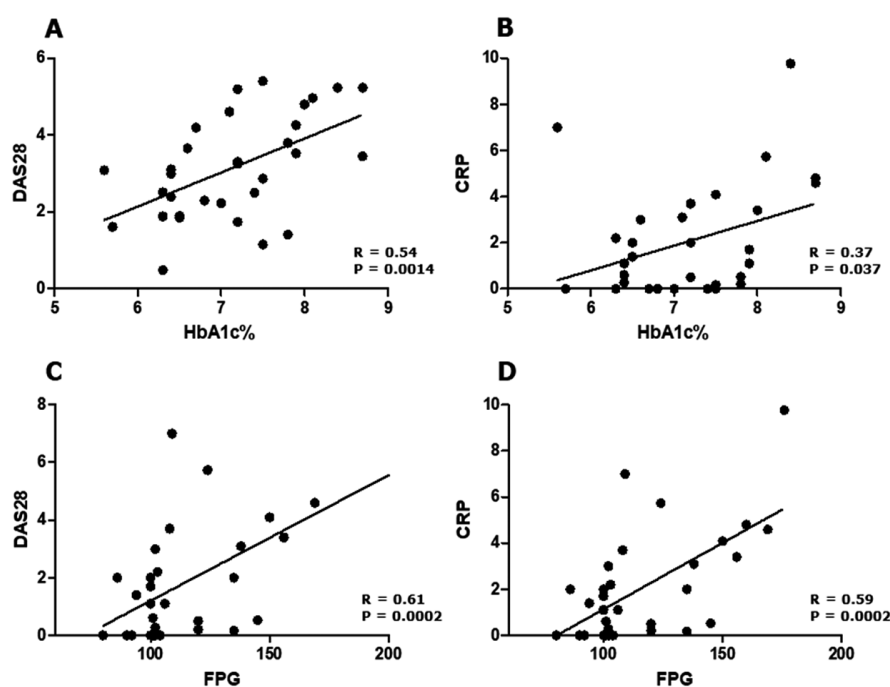 A
DAS28
6
4
2
0
5 6 7 8 9
HbA1c%
R = 0.54
P = 0.0014
B
CRP
10
8
6
4
2
0
5 6 7 8 9
HbA1c%
R = 0.37
P = 0.037
C
DAS28
8
6
4
2
0
100 150 200
FPG
R = 0.61
P = 0.0002
D
CRP
10
8
6
4
2
0
100 150 200
FPG
R = 0.59
P = 0.0002